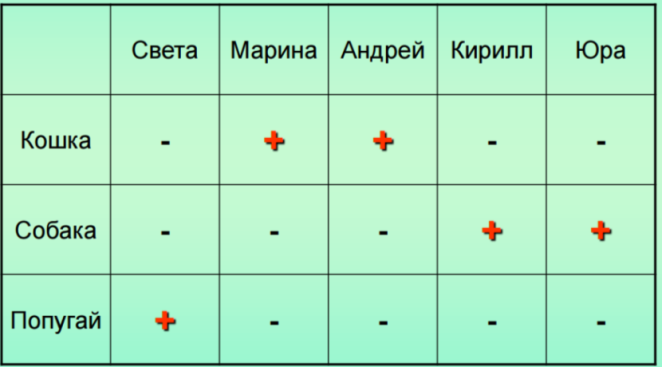 Света Марина Андрей Кирилл Юра
Кошка - + + - -
Собака - - - + +
Попугай + - - - -